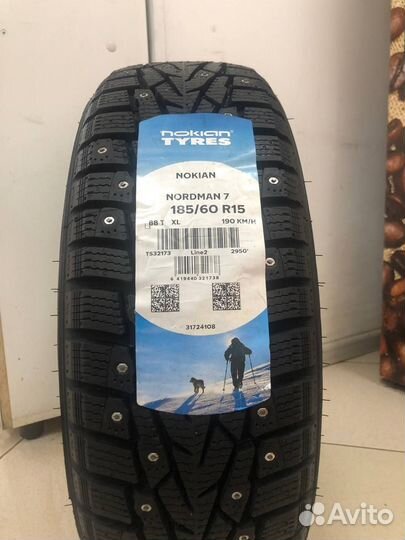 nokian
TYRES
NOKIAN
NORDMAN 7
185/60 R15
88 T XL 190 KM/H
TS32173 Line2 2950'
6 419440 321738
31724108
Avito